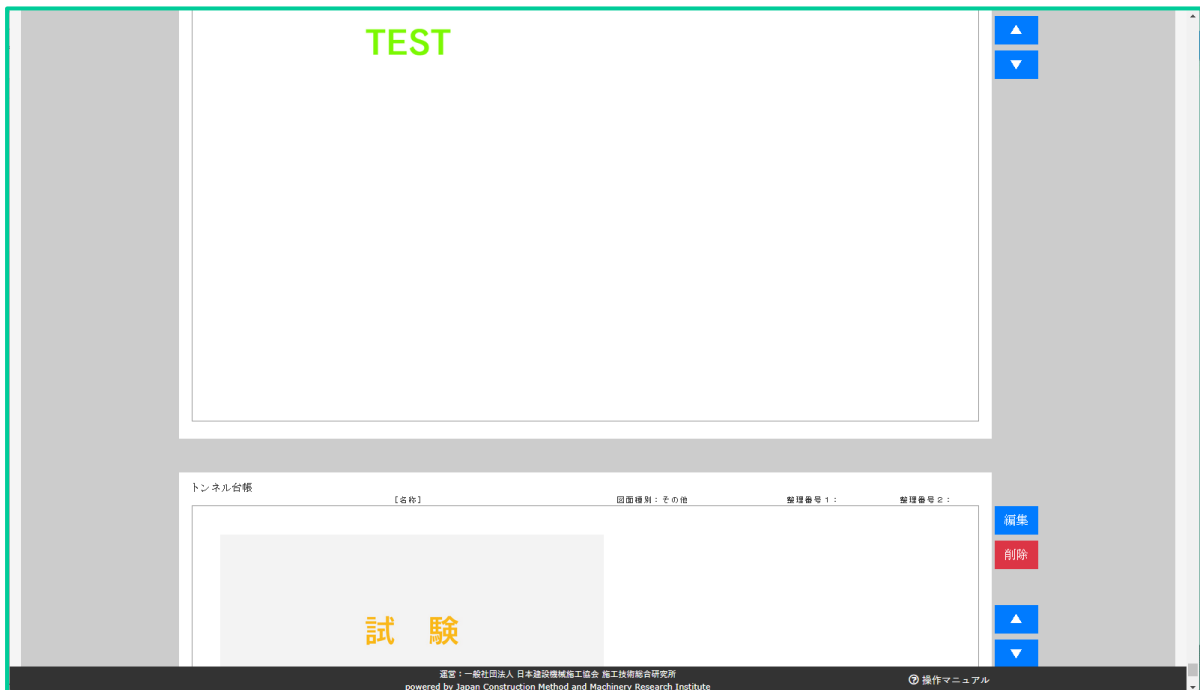 TEST
▲
▼
トンネル台帳
[名称] 図面種別：その他 整理番号1： 整理番号2：
編集
削除
試 験
▲
▼
運営：一般社団法人 日本建設機械施工協会 施工技術総合研究所
powered by Japan Construction Method and Machinery Research Institute
? 操作マニュアル